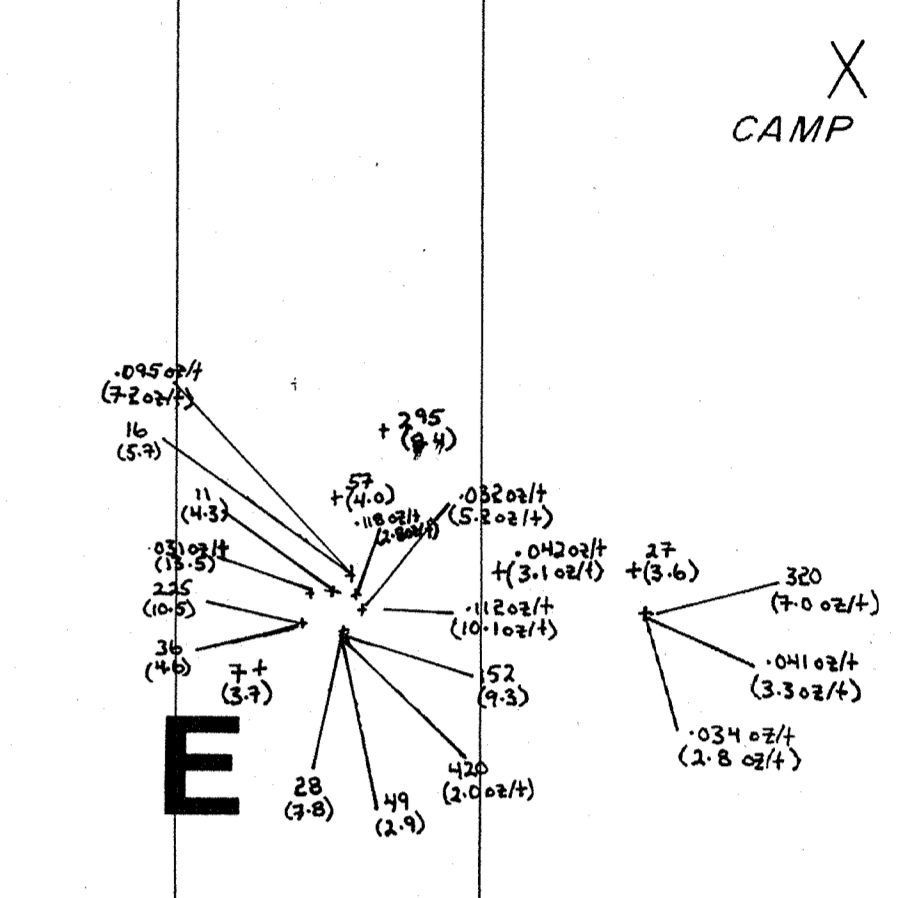 X
CAMP
.095 oz/t
(7.2 oz/t)
16
(5.7)
+ 295
57
+(4.0)
11
(4.3)
.118 oz/t
(2.8oz/t)
.032 oz/t
(5.2 oz/t)
.031 oz/t
(13.5)
.042 oz/t
+(3.1 oz/t)
27
+(3.6)
320
(7.0 oz/t)
225
(10.5)
.112 oz/t
(10.1 oz/t)
36
(4.6)
7 +
(3.7)
52
(9.3)
.041 oz/t
(3.3 oz/t)
.034 oz/t
(2.8 oz/t)
E
28
(7.8)
49
(2.9)
420
(2.0 oz/t)